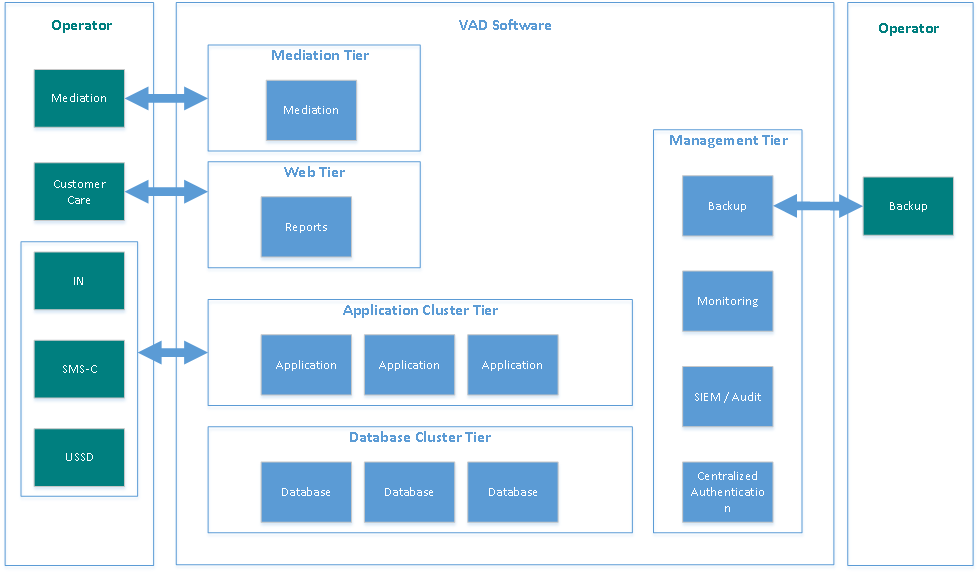 Operator
Mediation
Customer
Care
IN
SMS-C
USSD
VAD Software
Mediation Tier
Mediation
Web Tier
Reports
Application Cluster Tier
Application
Application
Application
Database Cluster Tier
Database
Database
Database
Management Tier
Backup
Monitoring
SIEM / Audit
Centralized
Authenticatio
n
Operator
Backup